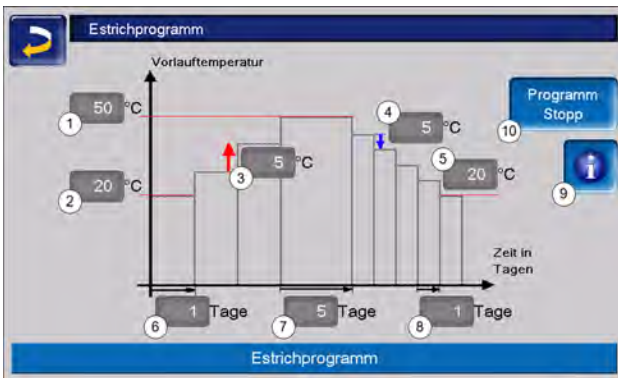 Estrichprogramm
Vorlauftemperatur
50 °C
1
4
5 °C
Programm
Stopp
10
3
5 °C
5
20 °C
i
9
20 °C
2
Zeit in
Tagen
1 Tage
6
5 Tage
7
1 Tage
8
Estrichprogramm